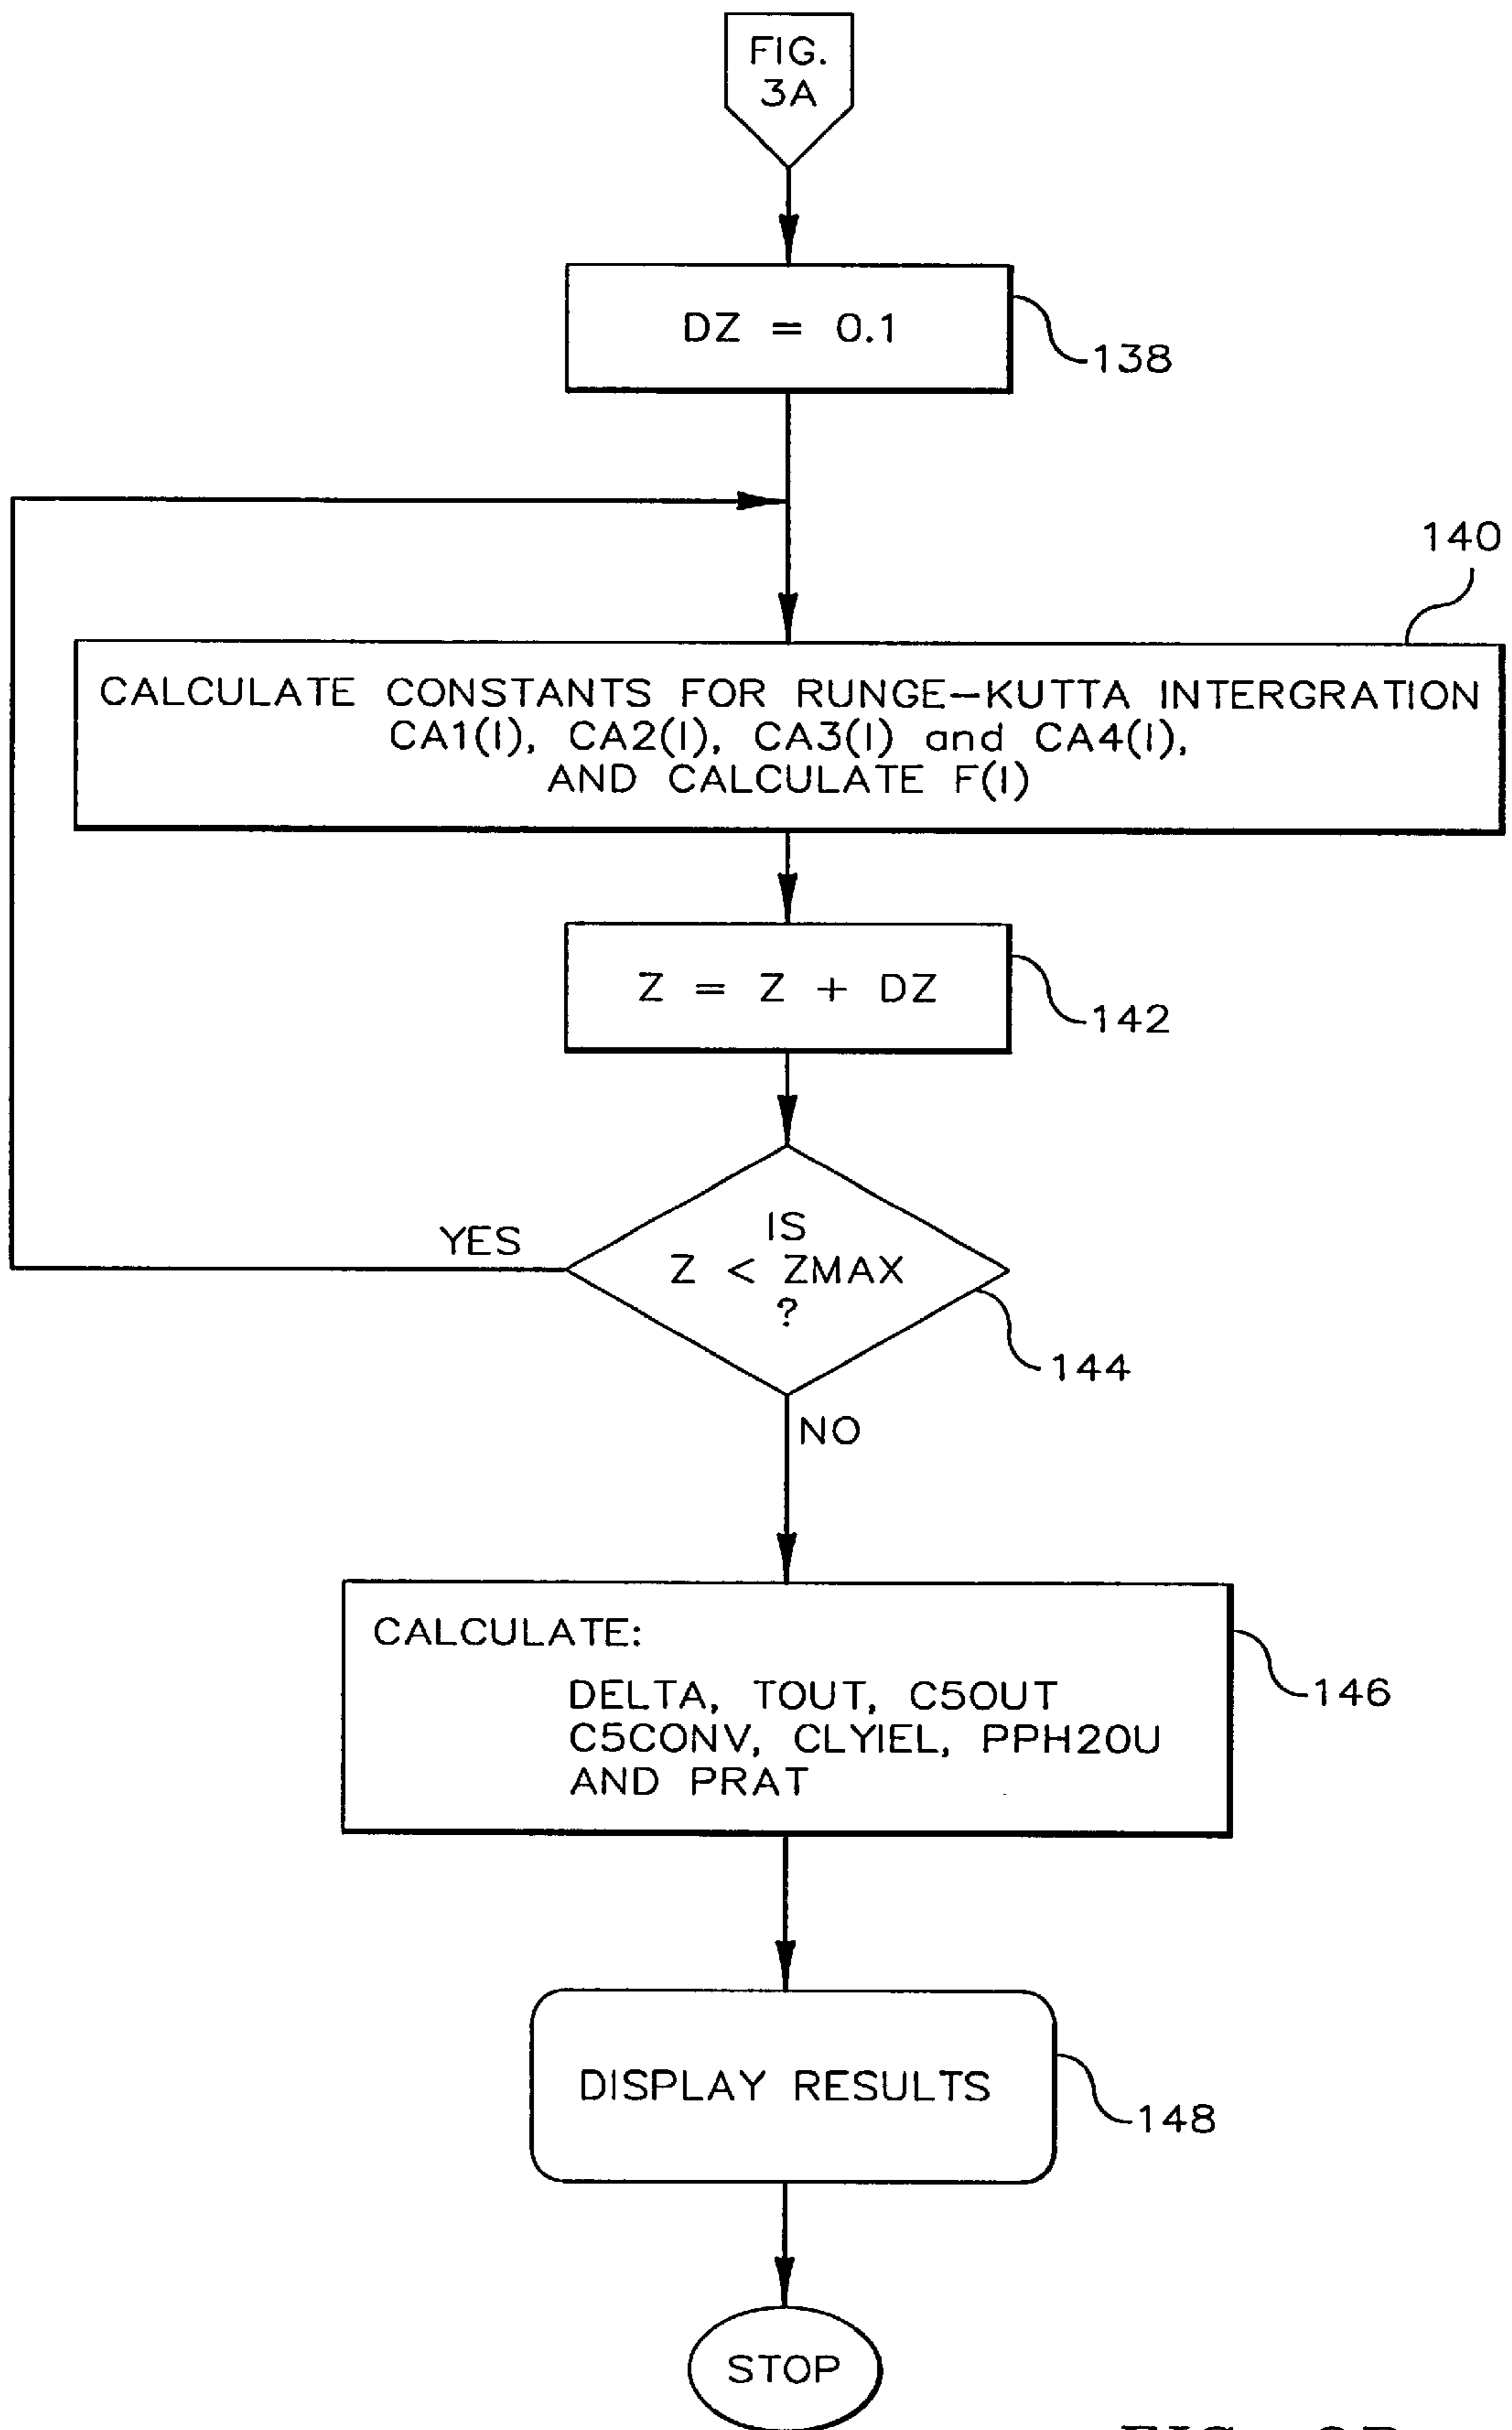 FIG.
3A
DZ = 0.1
138
140
CALCULATE CONSTANTS FOR RUNGE-KUTTA INTERGRATION
CA1(I), CA2(I), CA3(I) and CA4(I),
AND CALCULATE F(I)
Z = Z + DZ
142
IS
Z < ZMAX
?
YES
144
NO
CALCULATE:
DELTA, TOUT, C5OUT
C5CONV, CLYIEL, PPH20U
AND PRAT
146
DISPLAY RESULTS
148
STOP